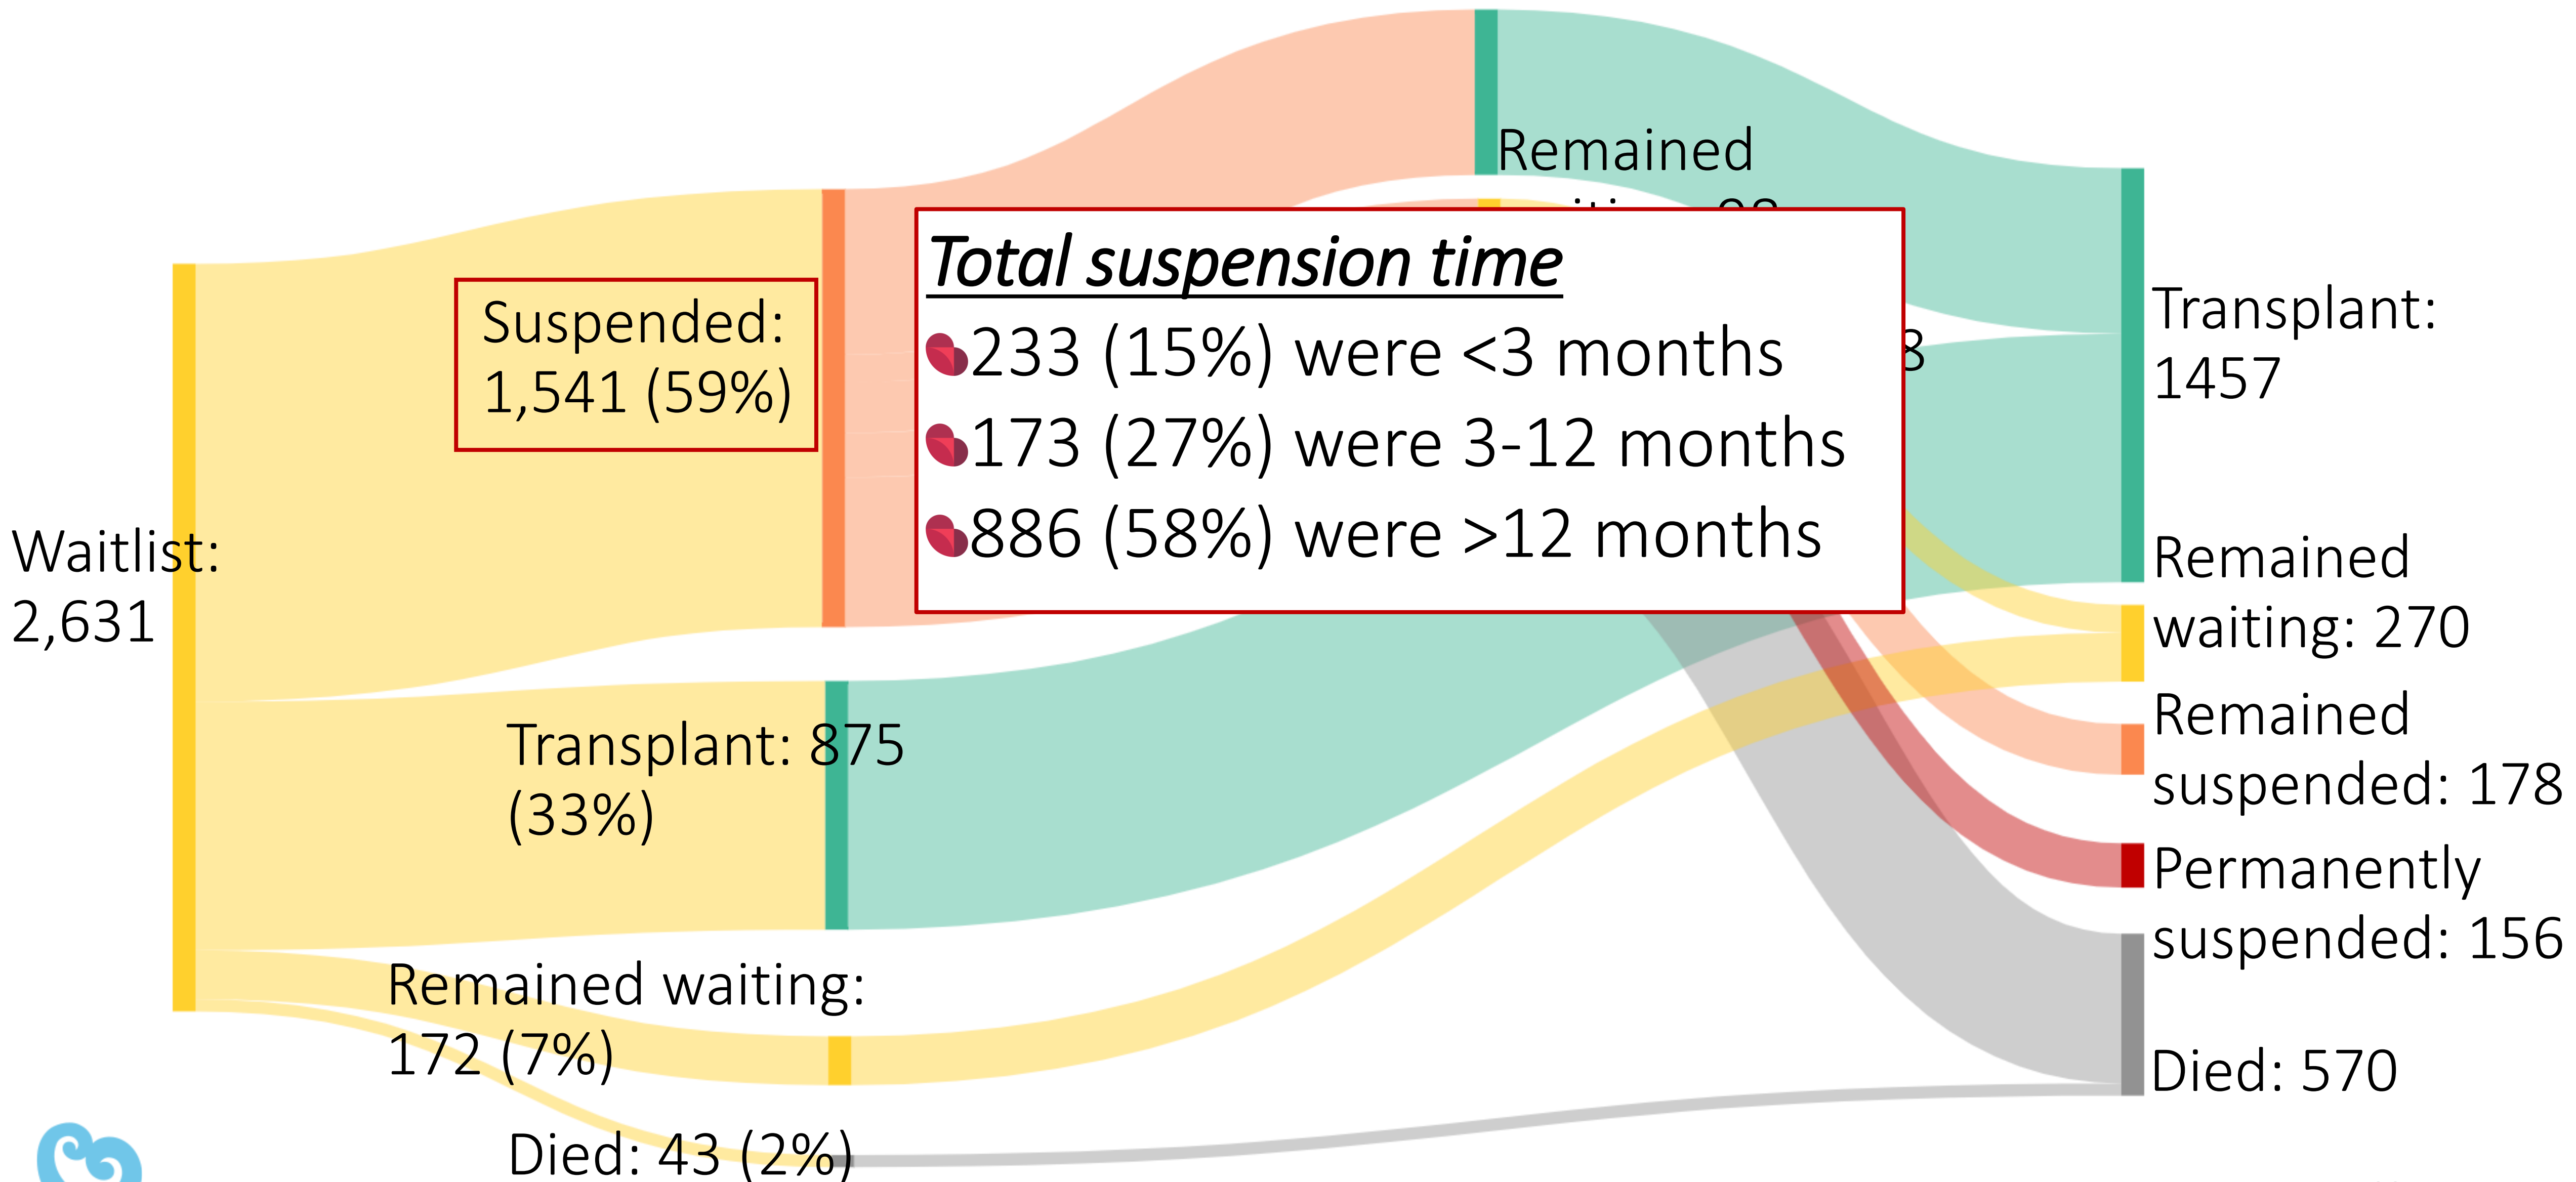 Waitlist:
2,631
Suspended:
1,541 (59%)
Transplant: 875
(33%)
Remained waiting:
172 (7%)
Died: 43 (2%)
Remained
Total suspension time
233 (15%) were <3 months
173 (27%) were 3-12 months
886 (58%) were >12 months
Transplant:
1457
Remained
waiting: 270
Remained
suspended: 178
Permanently
suspended: 156
Died: 570